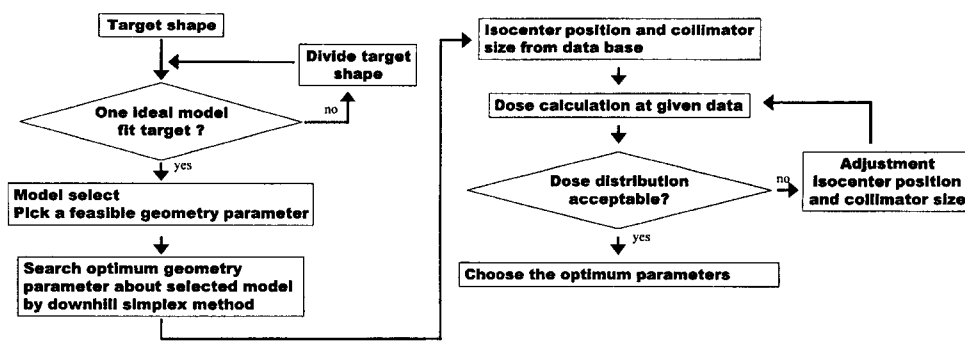 Target shape
Divide target
shape
One ideal model
fit target ?
no
yes
Model select
Pick a feasible geometry parameter
Search optimum geometry
parameter about selected model
by downhill simplex method
Isocenter position and collimator
size from data base
Dose calculation at given data
Dose distribution
acceptable?
no
Adjustment
isocenter position
and collimator size
yes
Choose the optimum parameters